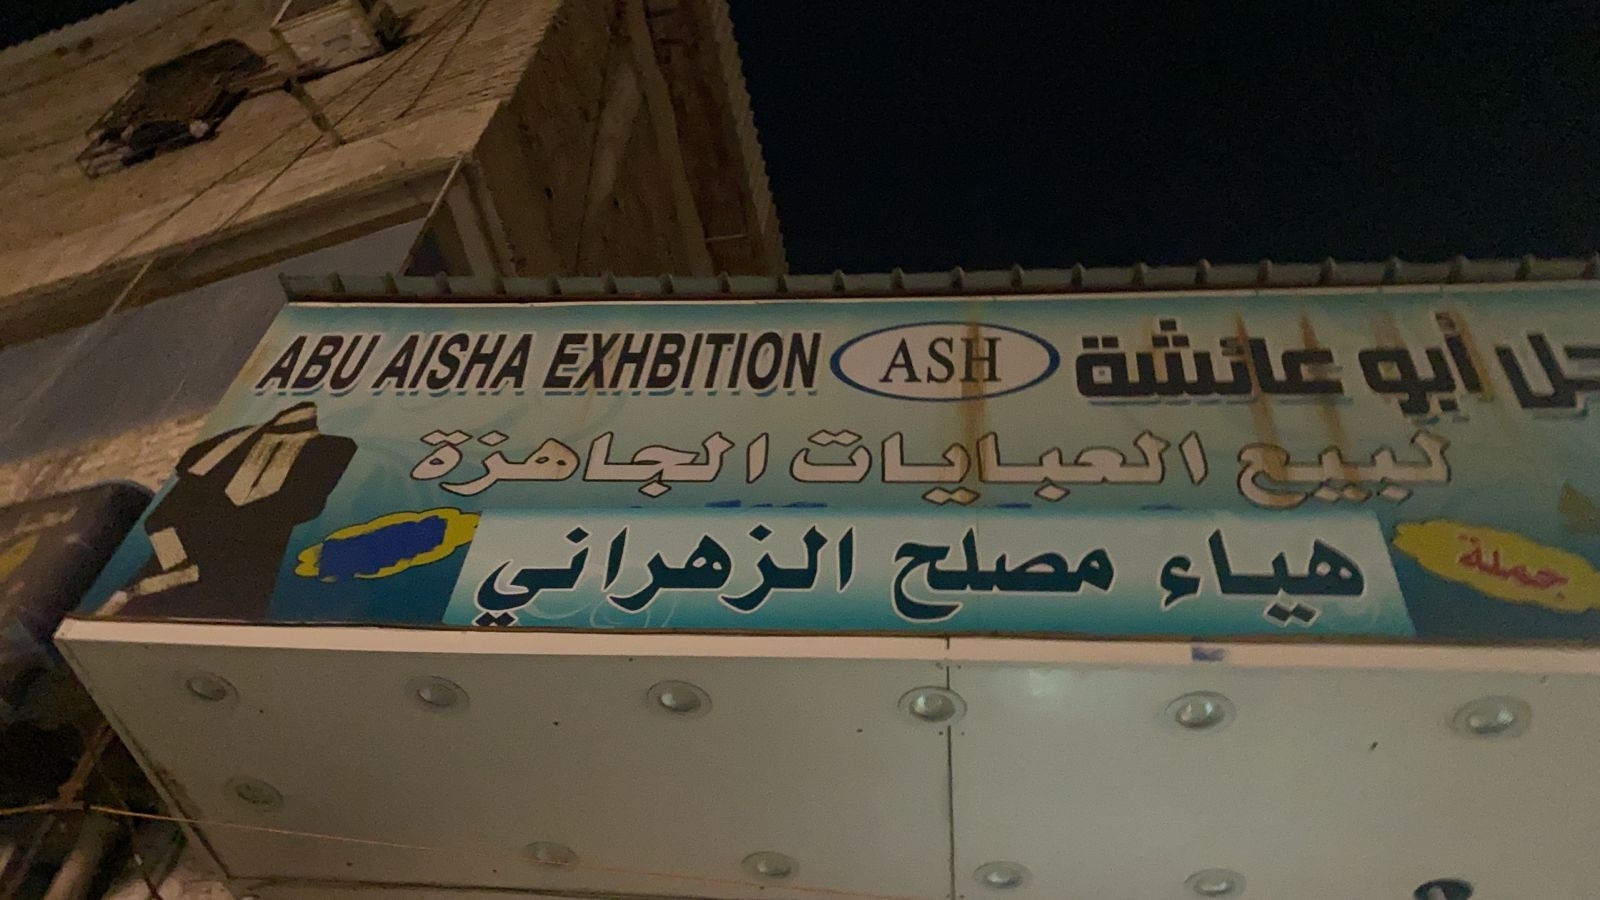 ABU AISHA EXHBITION ASH أبو عائشة
لبيع العبايات الجاهزة
هياء مصلح الزهراني
جملة